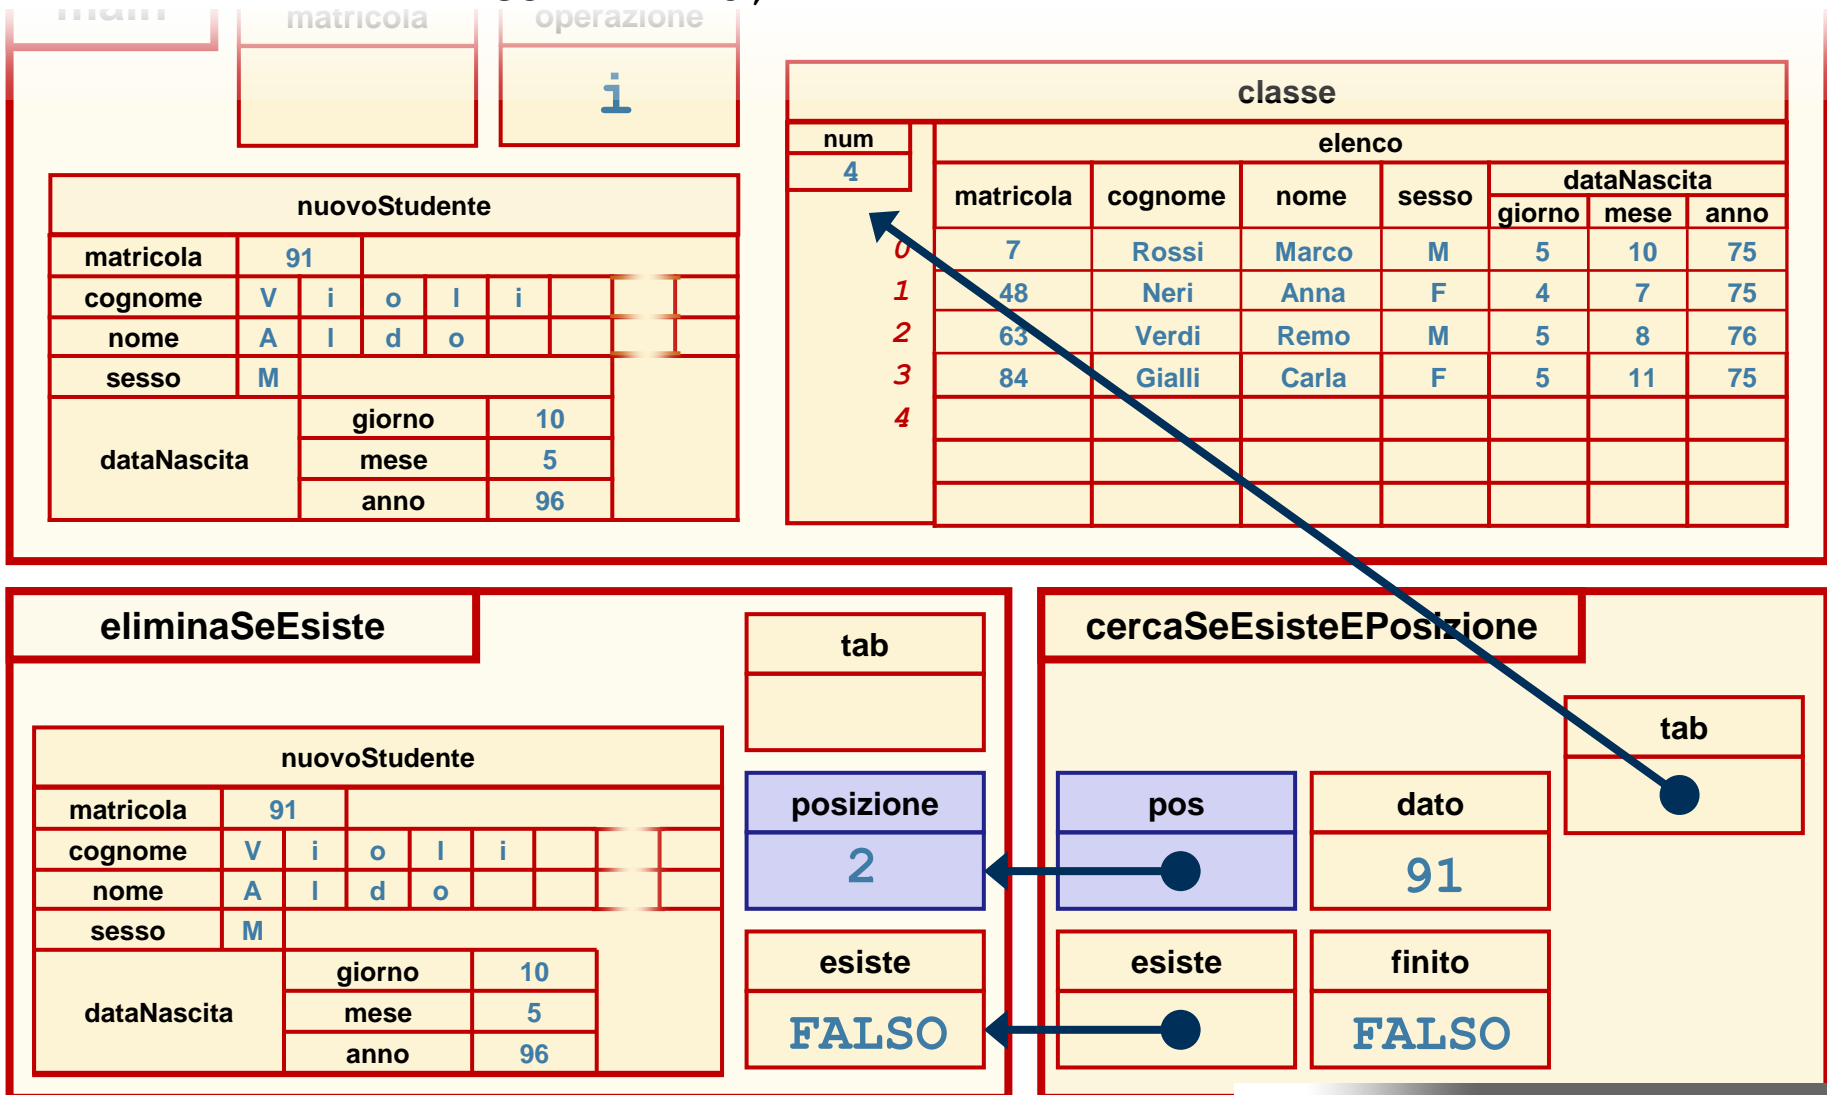 main matricola operazione
i
classe
num elenco
4
matricola cognome nome sesso dataNascita
giorno mese anno
0 7 Rossi Marco M 5 10 75
1 48 Neri Anna F 4 7 75
2 63 Verdi Remo M 5 8 76
3 84 Gialli Carla F 5 11 75
4
nuovoStudente
matricola 91
cognome V i o l i
nome A l d o
sesso M
dataNascita
giorno 10
mese 5
anno 96
eliminaSeEsiste
tab
nuovoStudente
matricola 91
cognome V i o l i
nome A l d o
sesso M
dataNascita
giorno 10
mese 5
anno 96
posizione
2
esiste
FALSO
cercaSeEsisteEPosizione
tab
pos
dato
91
esiste
finito
FALSO